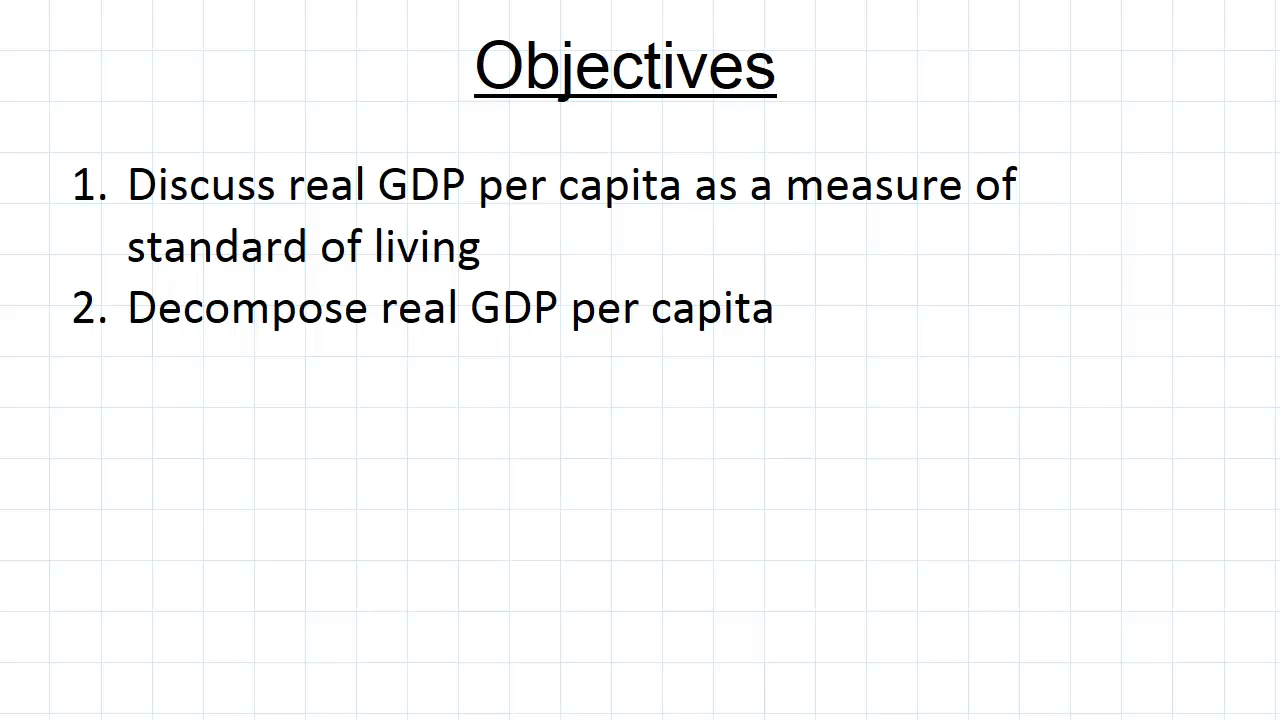 Objectives
1. Discuss real GDP per capita as a measure of
standard of living
2. Decompose real GDP per capita